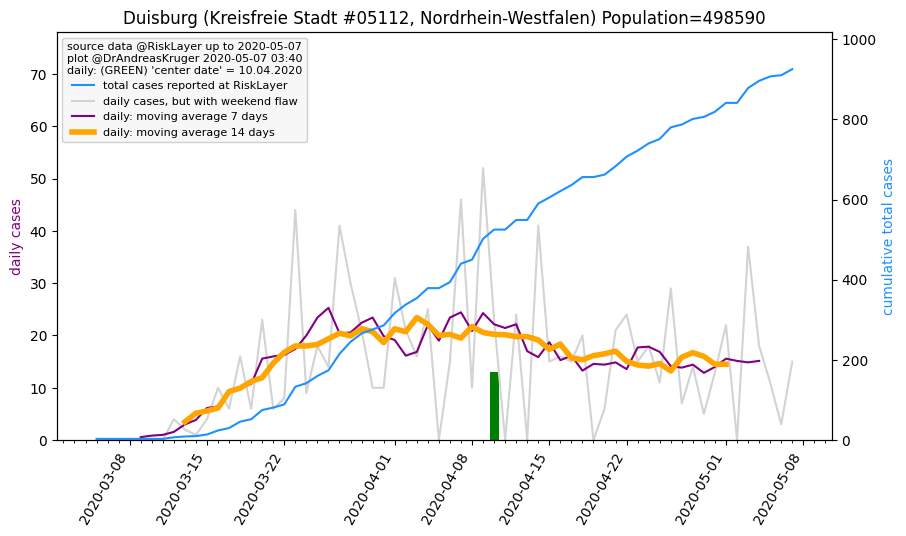 Duisburg (Kreisfreie Stadt #05112, Nordrhein-Westfalen) Population=498590
source data @RiskLayer up to 2020-05-07
plot @DrAndreasKruger 2020-05-07 03:40
daily: (GREEN) 'center date' = 10.04.2020
total cases reported at RiskLayer
daily cases, but with weekend flaw
daily: moving average 7 days
daily: moving average 14 days
daily cases
70
60
50
40
30
20
10
0
cumulative total cases
1000
800
600
400
200
0
2020-03-08
2020-03-15
2020-03-22
2020-04-01
2020-04-08
2020-04-15
2020-04-22
2020-05-01
2020-05-08